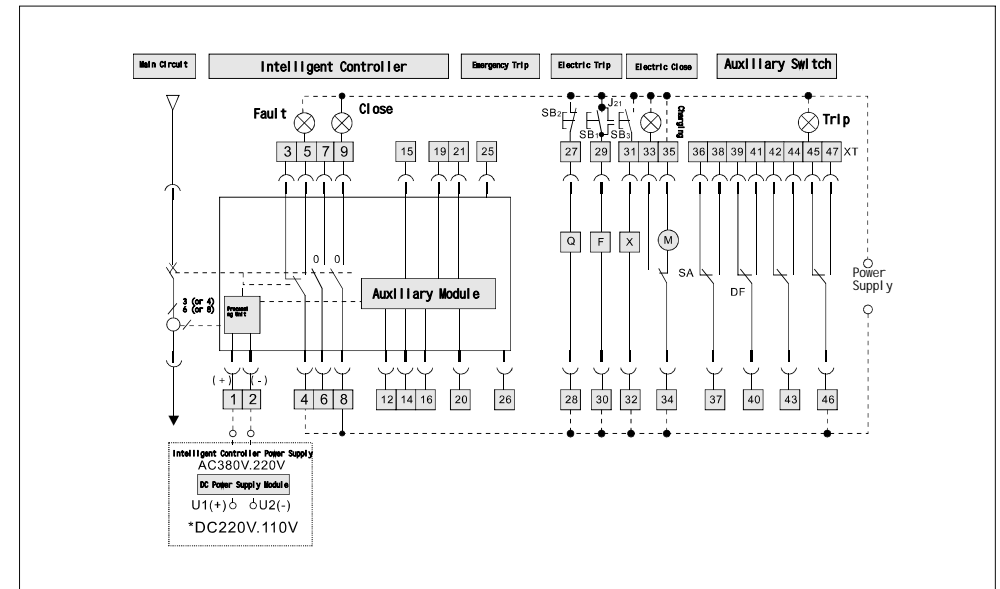 Main Circuit Intelligent Controller Emergency Trip Electric Trip Electric Close Auxiliary Switch
Fault Close SB2 SB1 J21 SB3 Charging Trip
3 5 7 9 15 19 21 25 27 29 31 33 35 36 38 39 41 42 44 45 47 XT
Q F X M
0 0
SA
DF
Power
Supply
Auxiliary Module
3 (or 4)
6 (or 8)
Processi
ng Unit
(+) (-)
1 2 4 6 8 12 14 16 20 26 28 30 32 34 37 40 43 46
Intelligent Controller Power Supply
AC380V.220V
DC Power Supply Module
U1(+) U2(-)
*DC220V.110V